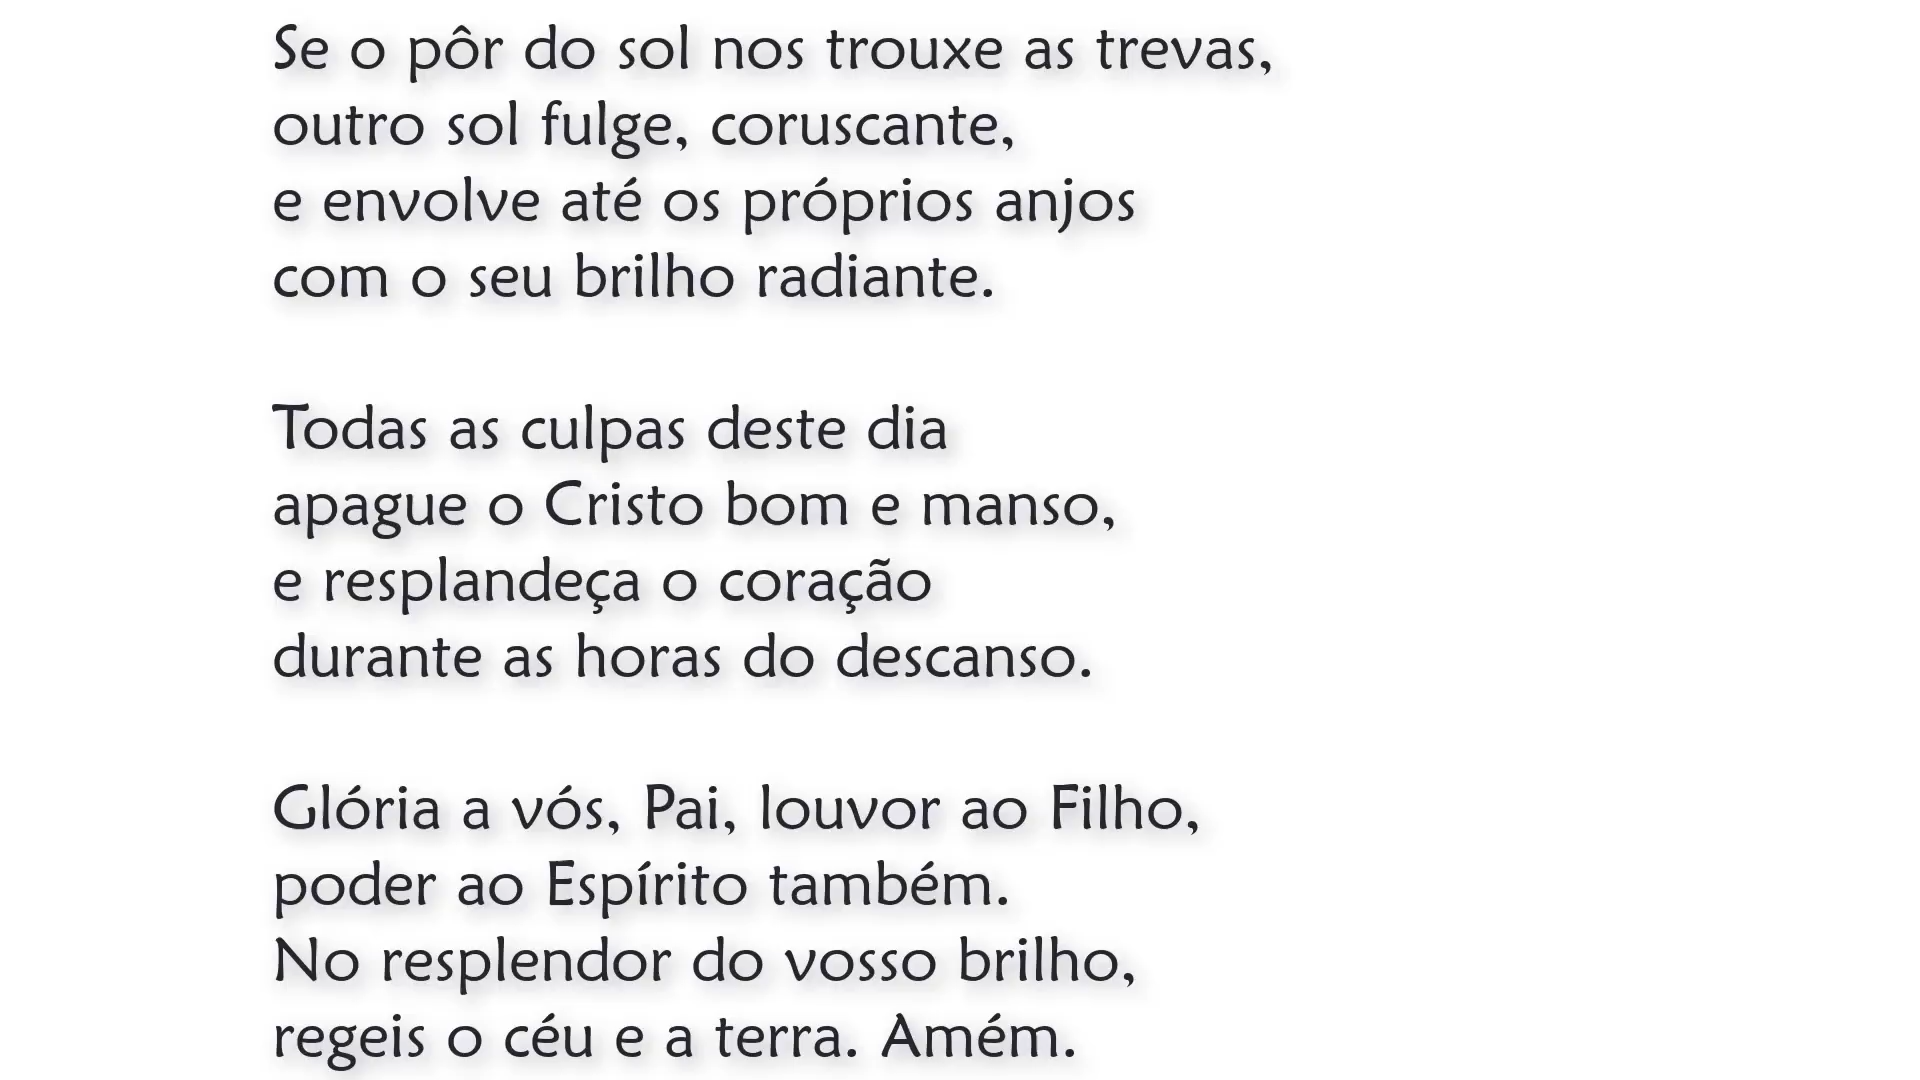 Se o pôr do sol nos trouxe as trevas,
outro sol fulge, coruscante,
e envolve até os próprios anjos
com o seu brilho radiante.
Todas as culpas deste dia
apague o Cristo bom e manso,
e resplandeça o coração
durante as horas do descanso.
Glória a vós, Pai, louvor ao Filho,
poder ao Espírito também.
No resplendor do vosso brilho,
regeis o céu e a terra. Amém.